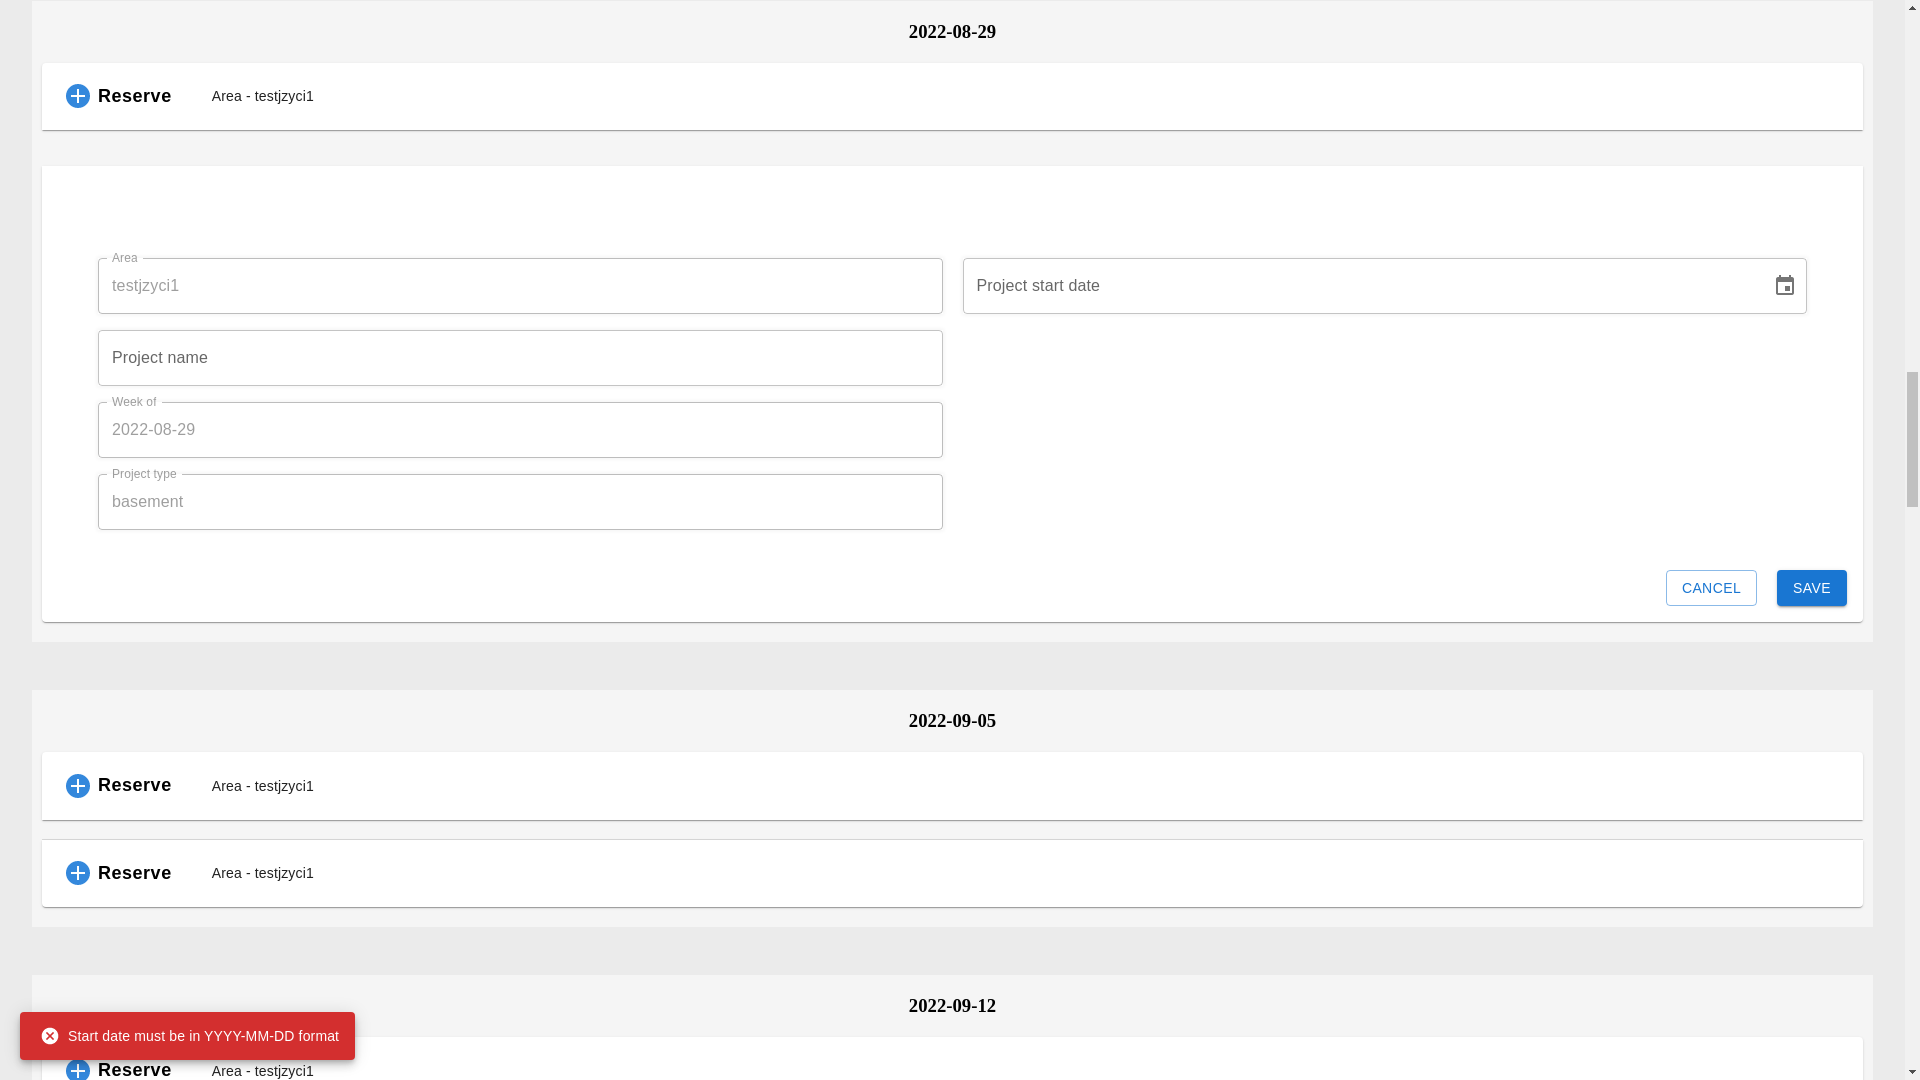 2022-08-29
Reserve Area - testjzyci1
Area
testjzyci1
Project start date
Project name
Week of
2022-08-29
Project type
basement
CANCEL SAVE
2022-09-05
Reserve Area - testjzyci1
Reserve Area - testjzyci1
2022-09-12
Start date must be in YYYY-MM-DD format
Reserve Area - testjzyci1